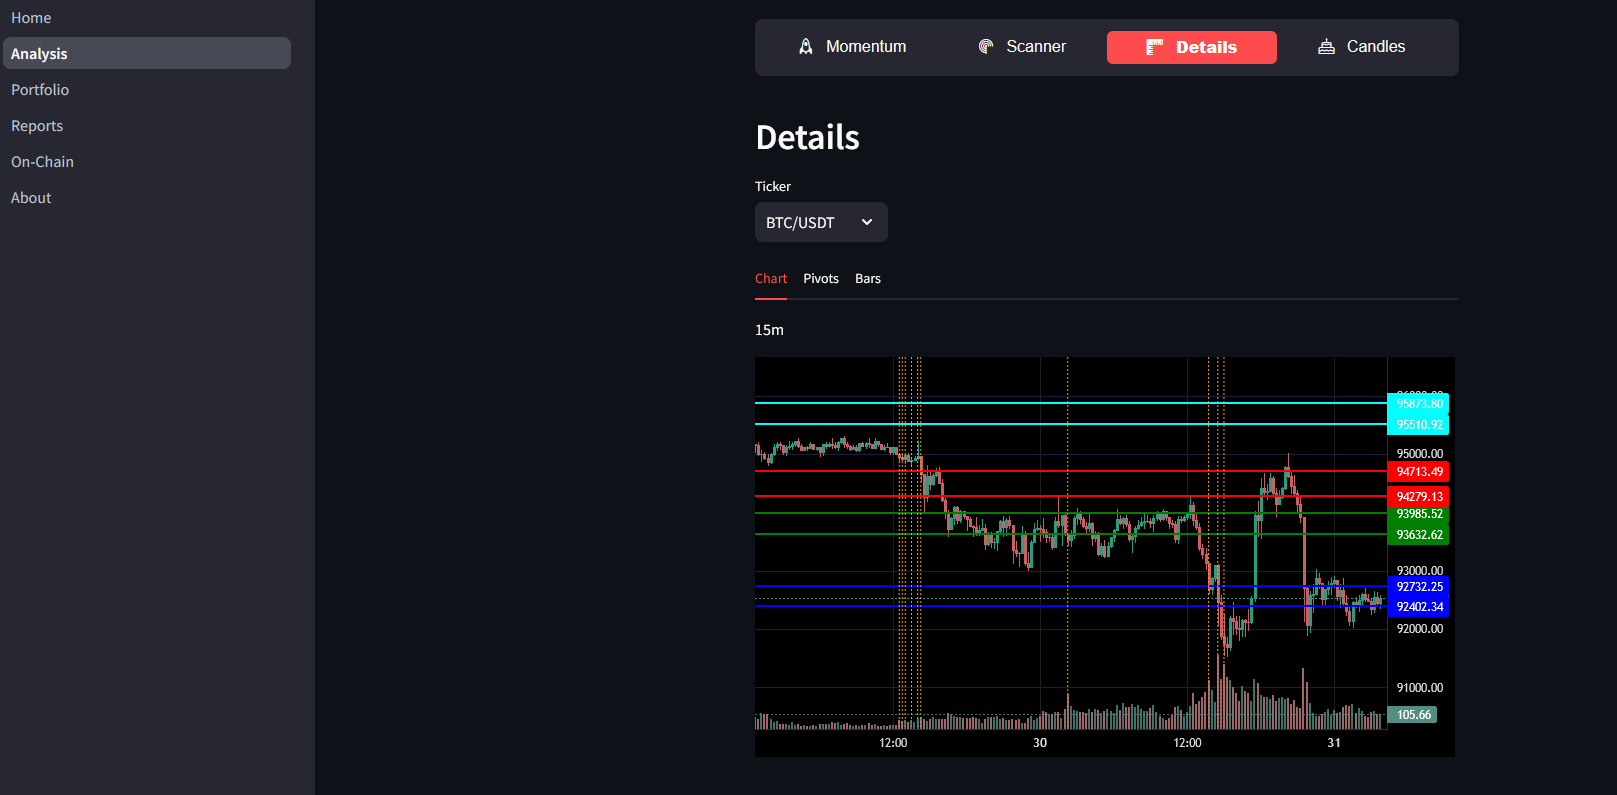 Home
Analysis
Portfolio
Reports
On-Chain
About
Momentum
Scanner
Details
Candles
Details
Ticker
BTC/USDT
Chart
Pivots
Bars
15m
95873.80
95510.92
95000.00
94713.49
94279.13
93985.52
93632.62
93000.00
92732.25
92402.34
92000.00
91000.00
105.66
12:00
30
12:00
31